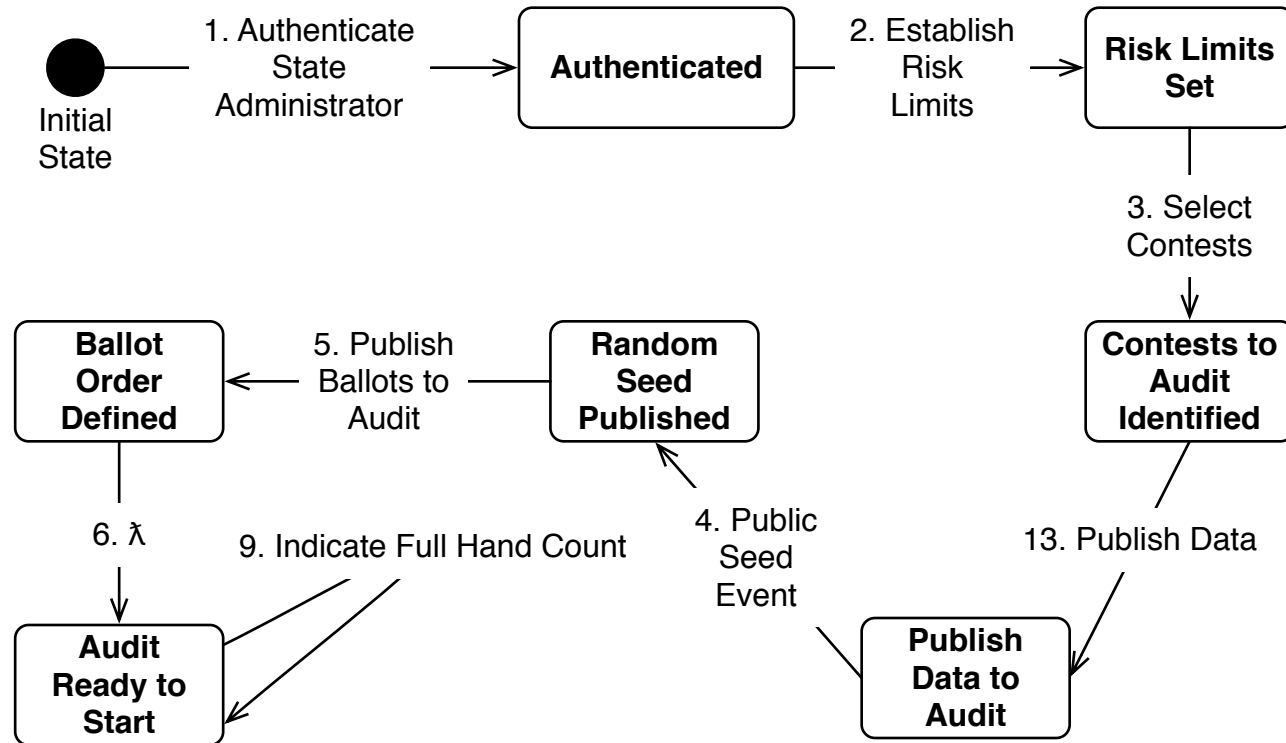 1. Authenticate
State
Administrator
Initial
State
Authenticated
2. Establish
Risk
Limits
Risk Limits
Set
3. Select
Contests
Contests to
Audit
Identified
13. Publish Data
Publish
Data to
Audit
4. Public
Seed
Event
Random
Seed
Published
5. Publish
Ballots to
Audit
Ballot
Order
Defined
6. ƛ
Audit
Ready to
Start
9. Indicate Full Hand Count